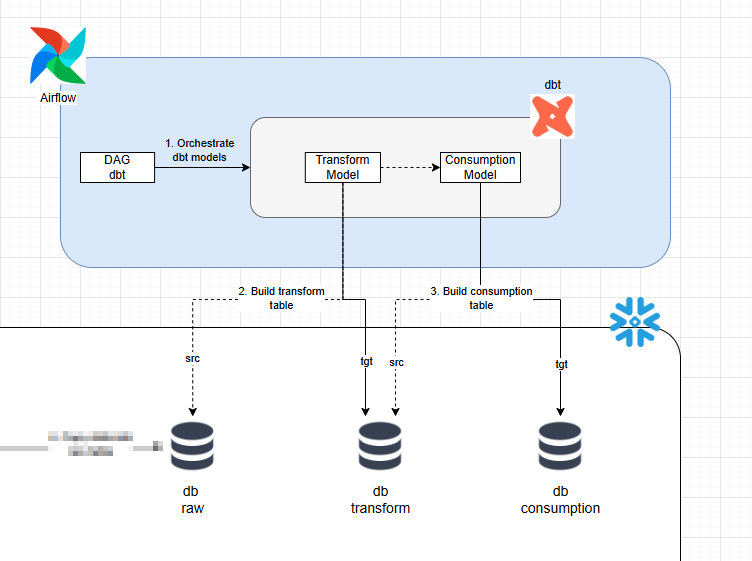 Airflow
dbt
1. Orchestrate
dbt models
DAG
dbt
Transform
Model
Consumption
Model
2. Build transform
table
3. Build consumption
table
src
tgt
src
tgt
db
raw
db
transform
db
consumption